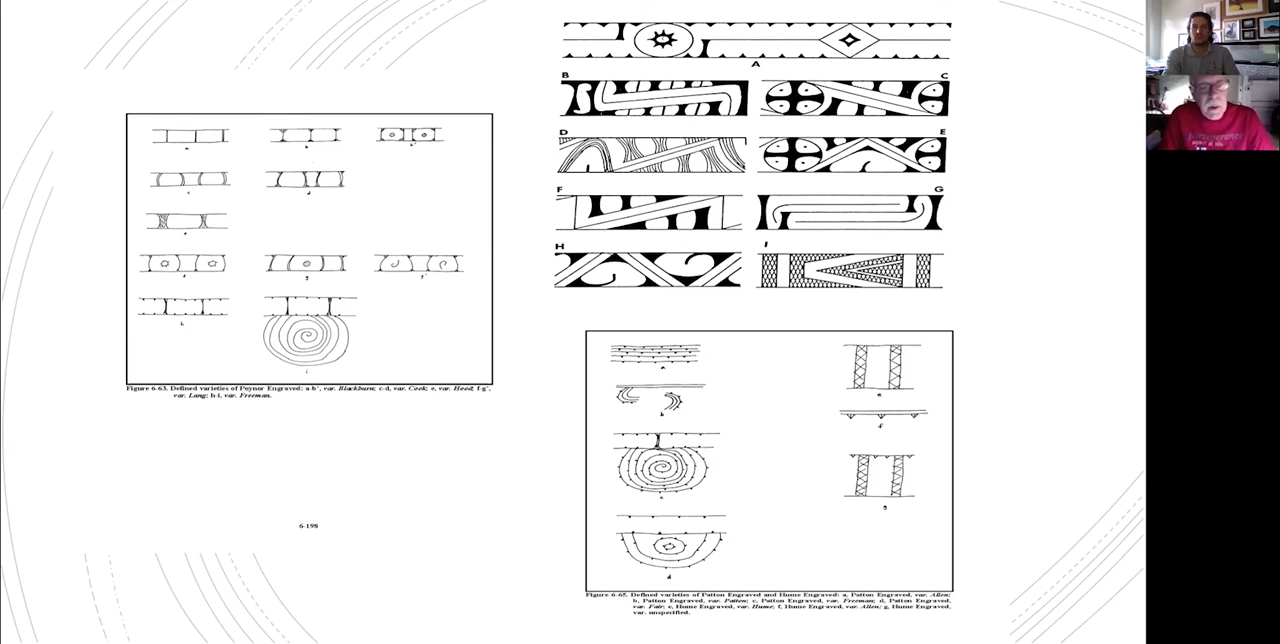 A
B
C
D
E
F
G
H
I
a
b
b'
c
d
e
f
g
g'
h
i
Figure 6-63. Defined varieties of Poynor Engraved: a-b', var. Blackburn; c-d, var. Cook; e, var. Hood; f-g',
var. Lang; h-i, var. Freeman.
6-198
a
b
c
d
e
f
g
Figure 6-65. Defined varieties of Patton Engraved and Hume Engraved: a, Patton Engraved, var. Allen;
b, Patton Engraved, var. Patton; c, Patton Engraved, var. Freeman; d, Patton Engraved,
var. Fair; e, Hume Engraved, var. Hume; f, Hume Engraved, var. Allen; g, Hume Engraved,
var. unspecified.